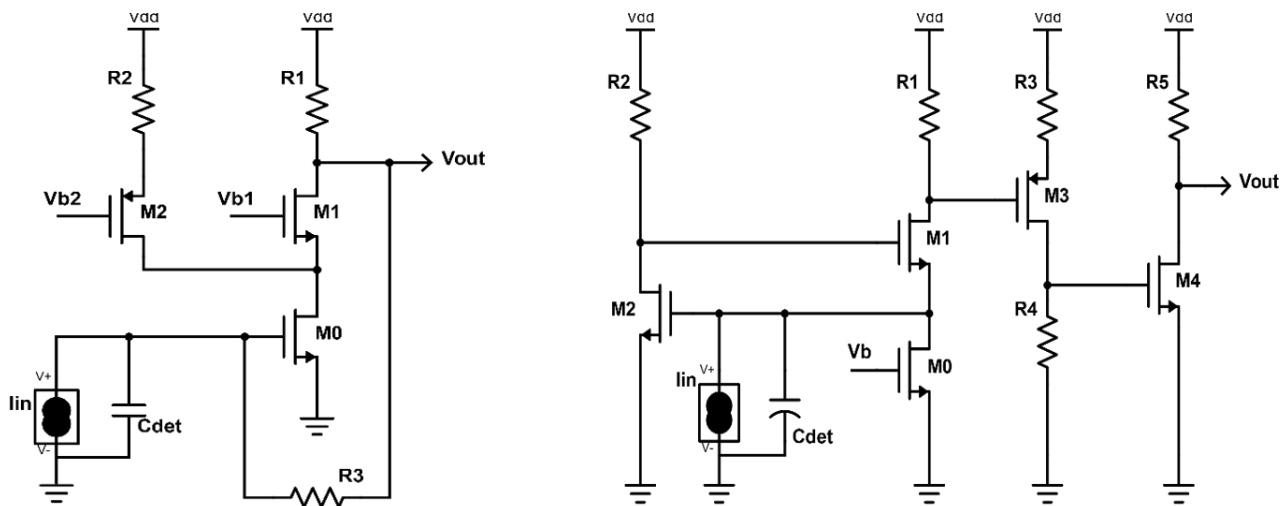 Vdd
Vdd
R2
R1
Vout
Vb2
M2
Vb1
M1
M0
V+
Iin
Cdet
V-
R3
Vdd
Vdd
Vdd
Vdd
R2
R1
R3
R5
M3
Vout
M1
M2
M4
R4
Vb
M0
V+
Iin
Cdet
V-